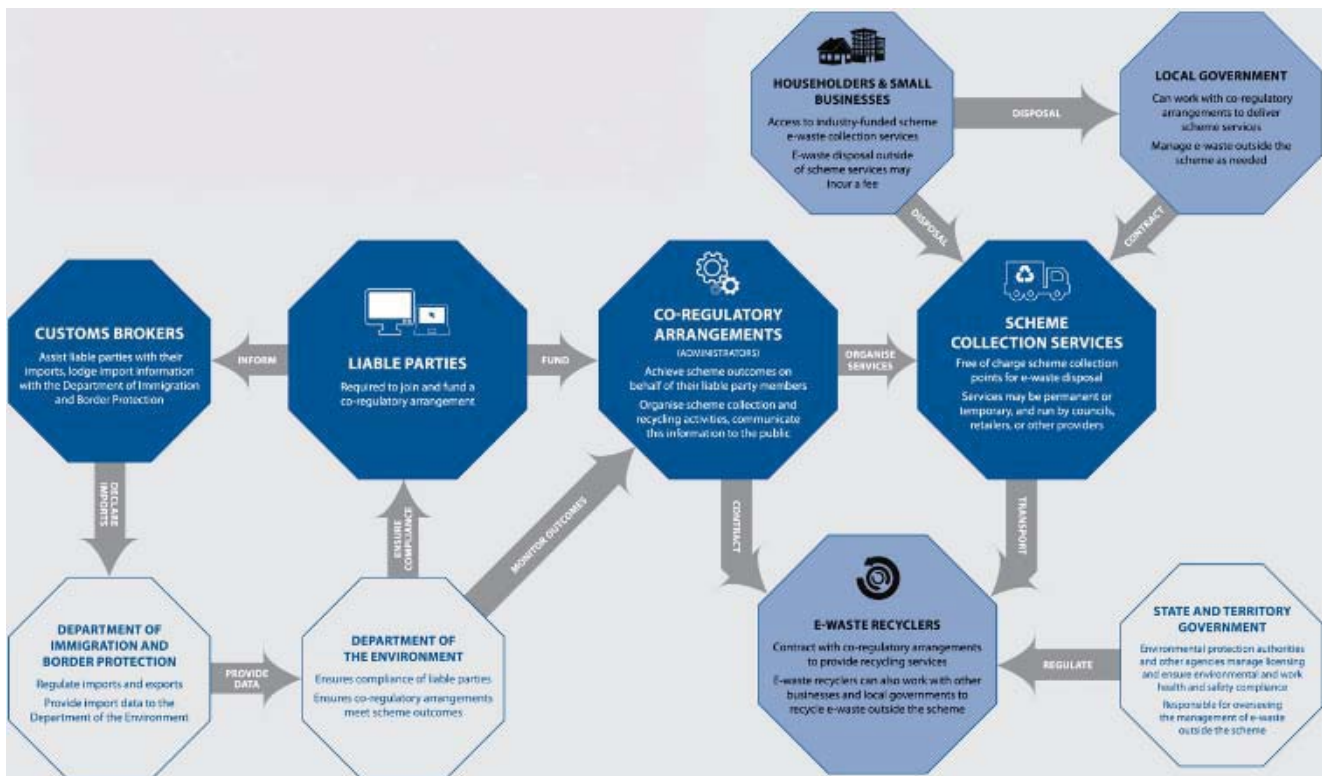 HOUSEHOLDERS & SMALL
BUSINESSES
Access to industry-funded scheme
e-waste collection services
E-waste disposal outside
of scheme services may
incur a fee
DISPOSAL
LOCAL GOVERNMENT
Can work with co-regulatory
arrangements to deliver
scheme services
Manage e-waste outside the
scheme as needed
DISPOSAL
CONTRACT
CUSTOMS BROKERS
Assist liable parties with their
imports, lodge import information
with the Department of Immigration
and Border Protection
INFORM
LIABLE PARTIES
Required to join and fund a
co-regulatory arrangement
FUND
CO-REGULATORY
ARRANGEMENTS
(ADMINISTRATORS)
Achieve scheme outcomes on
behalf of their liable party members
Organise scheme collection and
recycling activities, communicate
this information to the public
ORGANISE
SERVICES
SCHEME
COLLECTION SERVICES
Free of charge scheme collection
points for e-waste disposal
Services may be permanent or
temporary, and run by councils,
retailers, or other providers
DECLARE
IMPORTS
ENSURE
COMPLIANCE
MONITOR OUTCOMES
CONTRACT
TRANSPORT
DEPARTMENT OF
IMMIGRATION AND
BORDER PROTECTION
Regulate imports and exports
Provide import data to the
Department of the Environment
PROVIDE
DATA
DEPARTMENT OF
THE ENVIRONMENT
Ensures compliance of liable parties
Ensures co-regulatory arrangements
meet scheme outcomes
E-WASTE RECYCLERS
Contract with co-regulatory arrangements
to provide recycling services
E-waste recyclers can also work with other
businesses and local governments to
recycle e-waste outside the scheme
REGULATE
STATE AND TERRITORY
GOVERNMENT
Environmental protection authorities
and other agencies manage licensing
and ensure environmental and work
health and safety compliance
Responsible for overseeing
the management of e-waste
outside the scheme